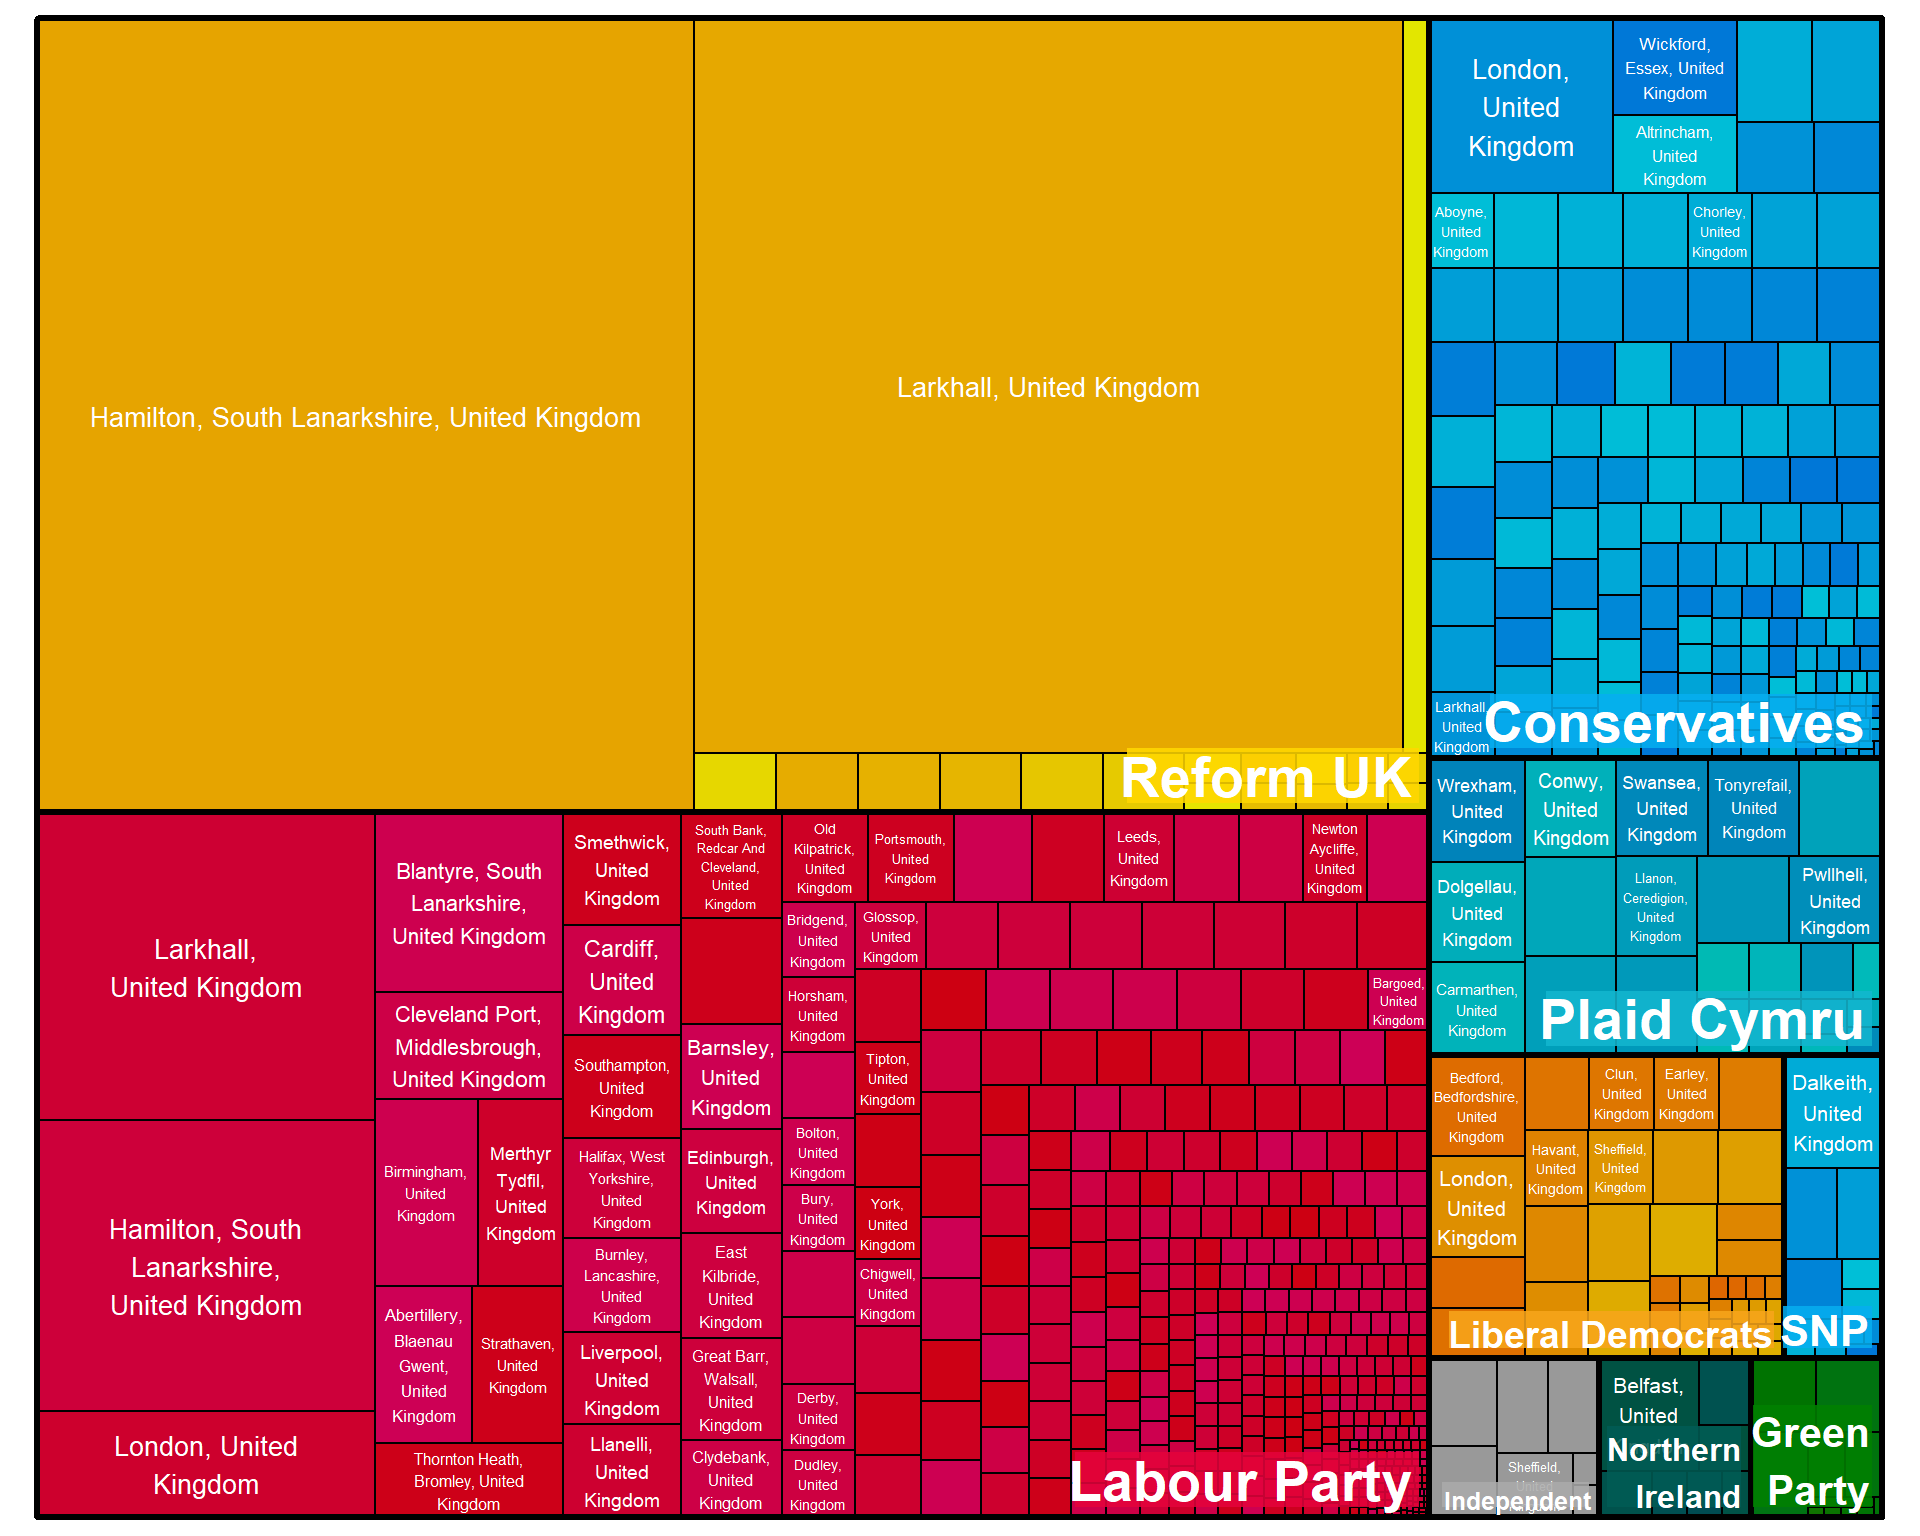 Hamilton, South Lanarkshire, United Kingdom
Larkhall, United Kingdom
Reform UK
London,
United
Kingdom
Wickford,
Essex, United
Kingdom
Altrincham,
United
Kingdom
Aboyne,
United
Kingdom
Chorley,
United
Kingdom
Larkhall,
United
Kingdom
Conservatives
Larkhall,
United Kingdom
Hamilton, South
Lanarkshire,
United Kingdom
London, United
Kingdom
Blantyre, South
Lanarkshire,
United Kingdom
Cleveland Port,
Middlesbrough,
United Kingdom
Birmingham,
United
Kingdom
Merthyr
Tydfil,
United
Kingdom
Abertillery,
Blaenau
Gwent,
United
Kingdom
Strathaven,
United
Kingdom
Thornton Heath,
Bromley, United
Kingdom
Smethwick,
United
Kingdom
Cardiff,
United
Kingdom
Southampton,
United
Kingdom
Halifax, West
Yorkshire,
United
Kingdom
Burnley,
Lancashire,
United
Kingdom
Liverpool,
United
Kingdom
Llanelli,
United
Kingdom
South Bank,
Redcar And
Cleveland,
United
Kingdom
Barnsley,
United
Kingdom
Edinburgh,
United
Kingdom
East
Kilbride,
United
Kingdom
Great Barr,
Walsall,
United
Kingdom
Clydebank,
United
Kingdom
Old
Kilpatrick,
United
Kingdom
Bridgend,
United
Kingdom
Horsham,
United
Kingdom
Bolton,
United
Kingdom
Bury,
United
Kingdom
Derby,
United
Kingdom
Dudley,
United
Kingdom
Portsmouth,
United
Kingdom
Glossop,
United
Kingdom
Tipton,
United
Kingdom
York,
United
Kingdom
Chigwell,
United
Kingdom
Leeds,
United
Kingdom
Newton
Aycliffe,
United
Kingdom
Bargoed,
United
Kingdom
Labour Party
Wrexham,
United
Kingdom
Dolgellau,
United
Kingdom
Carmarthen,
United
Kingdom
Conwy,
United
Kingdom
Swansea,
United
Kingdom
Tonyrefail,
United
Kingdom
Llanon,
Ceredigion,
United
Kingdom
Pwllheli,
United
Kingdom
Plaid Cymru
Bedford,
Bedfordshire,
United
Kingdom
London,
United
Kingdom
Clun,
United
Kingdom
Earley,
United
Kingdom
Havant,
United
Kingdom
Sheffield,
United
Kingdom
Liberal Democrats
Dalkeith,
United
Kingdom
SNP
Sheffield,
United
Independent
Belfast,
United
Northern
Ireland
Green
Party